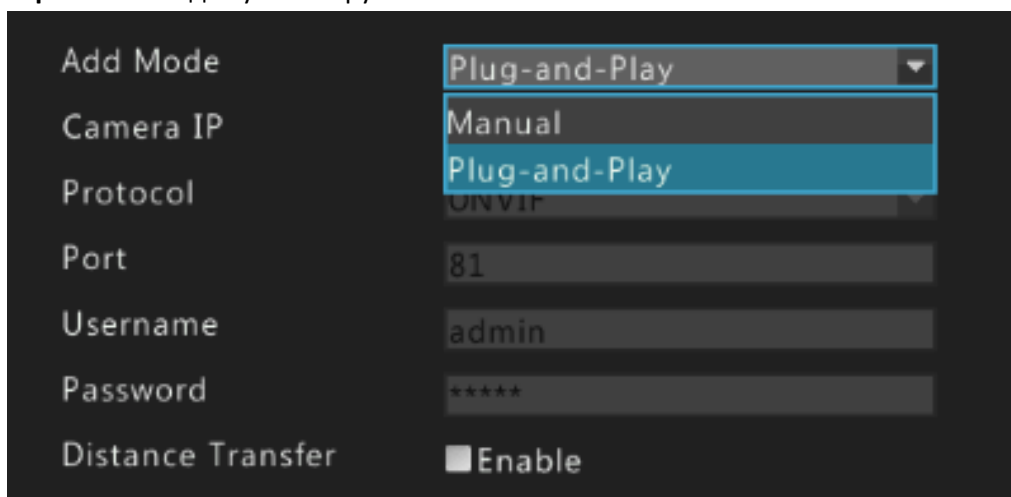 Add Mode Plug-and-Play
Manual
Camera IP
Plug-and-Play
Protocol ONVIF
Port 81
Username admin
Password *****
Distance Transfer Enable